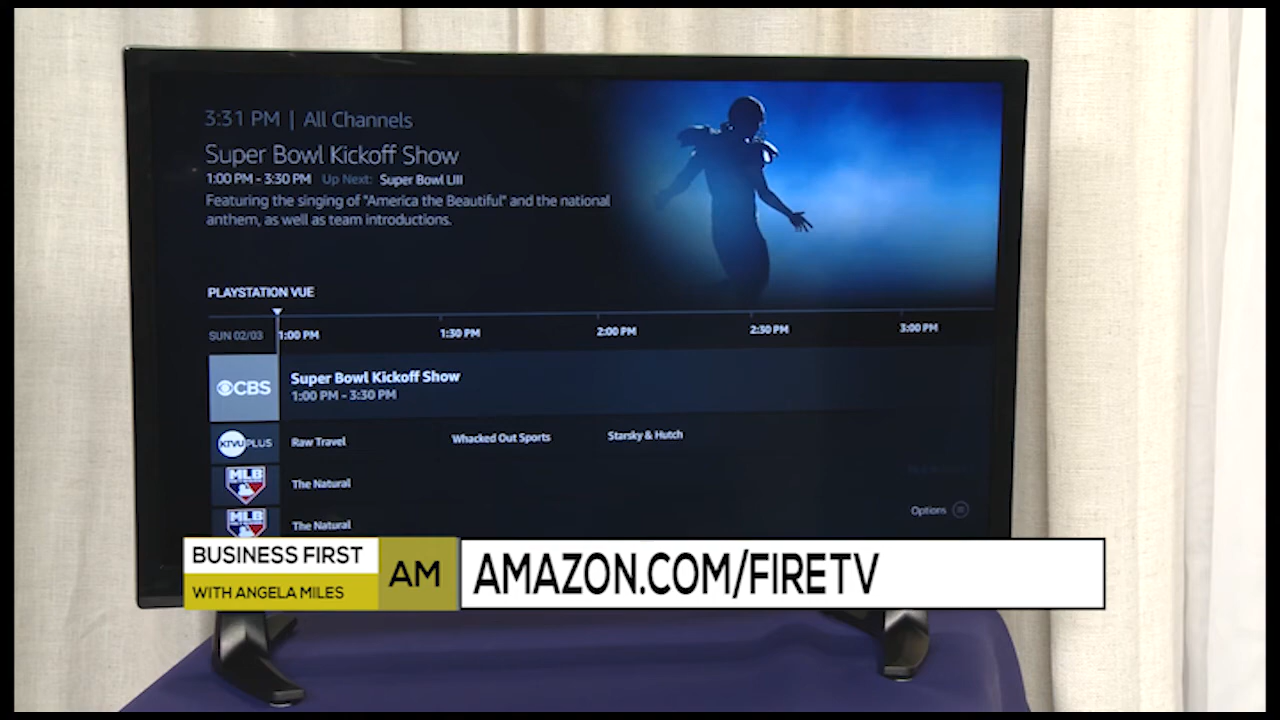 3:31 PM | All Channels
Super Bowl Kickoff Show
1:00 PM - 3:30 PM Up Next: Super Bowl LIII
Featuring the singing of "America the Beautiful" and the national
anthem, as well as team introductions.
PLAYSTATION VUE
SUN 02/03 1:00 PM 1:30 PM 2:00 PM 2:30 PM 3:00 PM
CBS Super Bowl Kickoff Show
1:00 PM - 3:30 PM
KTVU PLUS Raw Travel Whacked Out Sports Starsky & Hutch
MLB The Natural
Options
MLB The Natural
BUSINESS FIRST
WITH ANGELA MILES
AM
AMAZON.COM/FIRETV